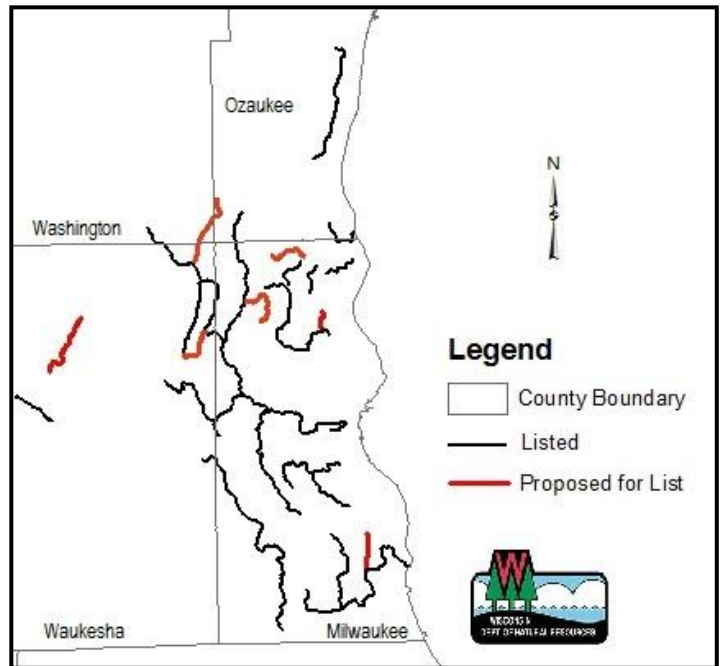 Ozaukee
N
Washington
Legend
County Boundary
Listed
Proposed for List
W
WISCONSIN
DEPT. OF NATURAL RESOURCES
Waukesha
Milwaukee